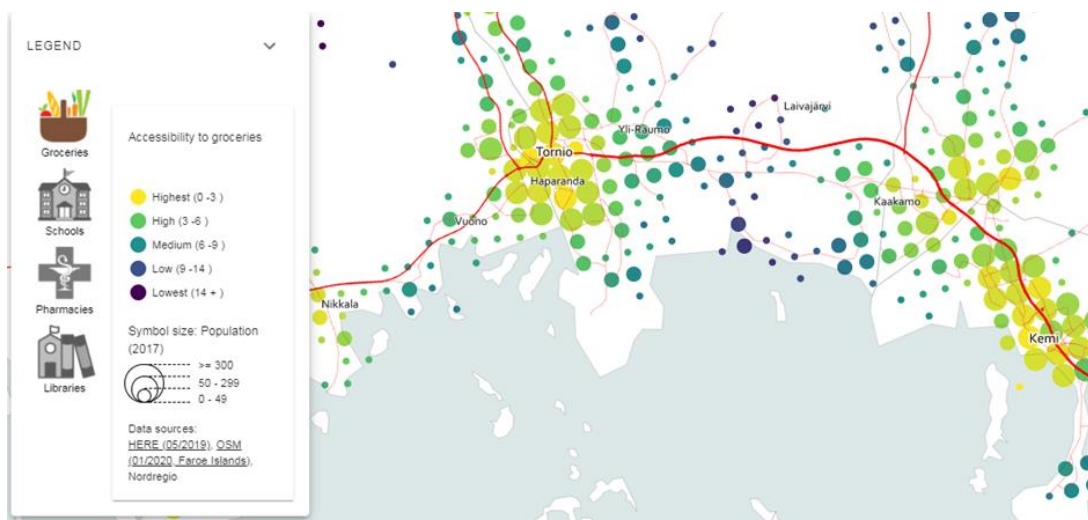 LEGEND
Groceries
Schools
Pharmacies
Libraries
Accessibility to groceries
Highest (0 -3 )
High (3 -6 )
Medium (6 -9 )
Low (9 -14 )
Lowest (14 + )
Symbol size: Population
(2017)
>= 300
50 - 299
0 - 49
Data sources:
HERE (05/2019), OSM
(01/2020, Faroe Islands),
Nordregio
Laivajärvi
Yli-Raumo
Tornio
Haparanda
Kaakamo
Vuono
Nikkala
Kemi